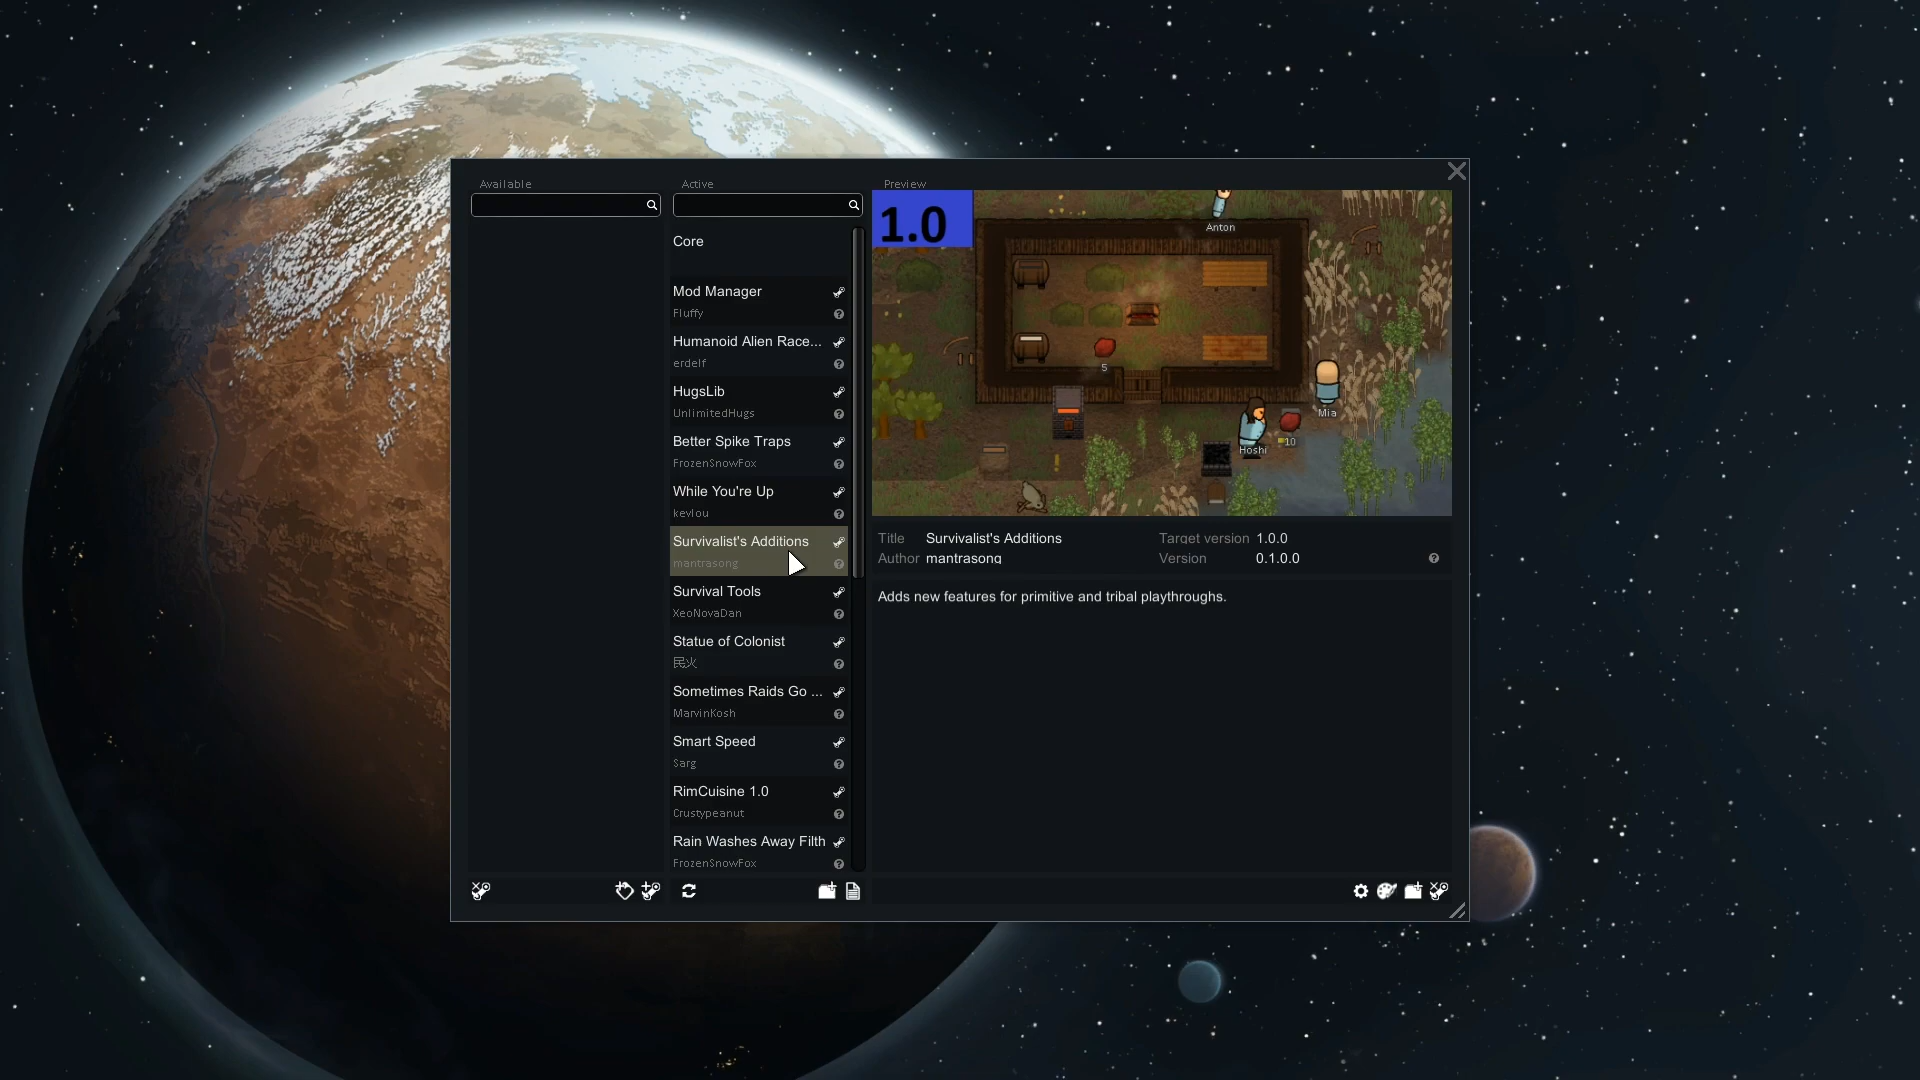 Available
Active
Preview
Core
Mod Manager
Fluffy
Humanoid Alien Race...
erdelf
HugsLib
UnlimitedHugs
Better Spike Traps
FrozenSnowFox
While You're Up
kevlou
Survivalist's Additions
mantrasong
Survival Tools
XeoNovaDan
Statue of Colonist
民火
Sometimes Raids Go ...
MarvinKosh
Smart Speed
Sarg
RimCuisine 1.0
Crustypeanut
Rain Washes Away Filth
FrozenSnowFox
1.0
Anton
5
Mia
10
Hoshi
Title Survivalist's Additions
Target version 1.0.0
Author mantrasong
Version 0.1.0.0
Adds new features for primitive and tribal playthroughs.